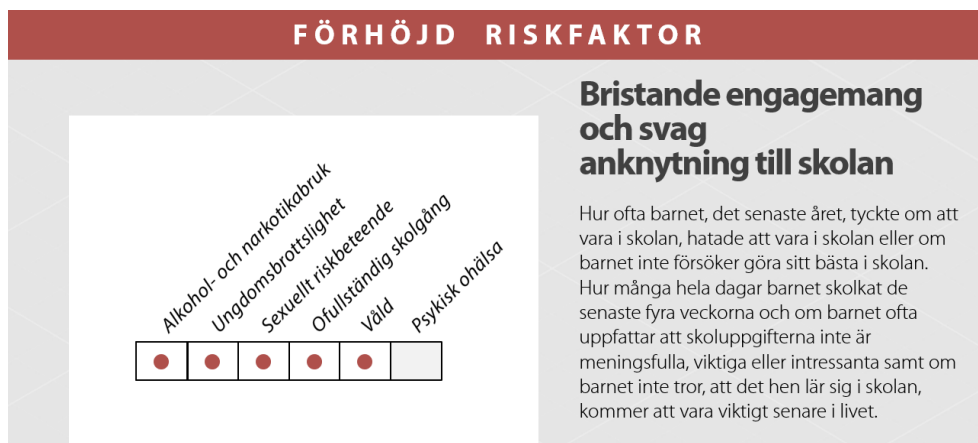 FÖRHÖJD RISKFAKTOR
Bristande engagemang
och svag
anknytning till skolan
Hur ofta barnet, det senaste året, tyckte om att
vara i skolan, hatade att vara i skolan eller om
barnet inte försöker göra sitt bästa i skolan.
Hur många hela dagar barnet skolkat de
senaste fyra veckorna och om barnet ofta
uppfattar att skoluppgifterna inte är
meningsfulla, viktiga eller intressanta samt om
barnet inte tror, att det hen lär sig i skolan,
kommer att vara viktigt senare i livet.
Alkohol- och narkotikabruk
Ungdomsbrottslighet
Sexuellt riskbeteende
Ofullständig skolgång
Våld
Psykisk ohälsa